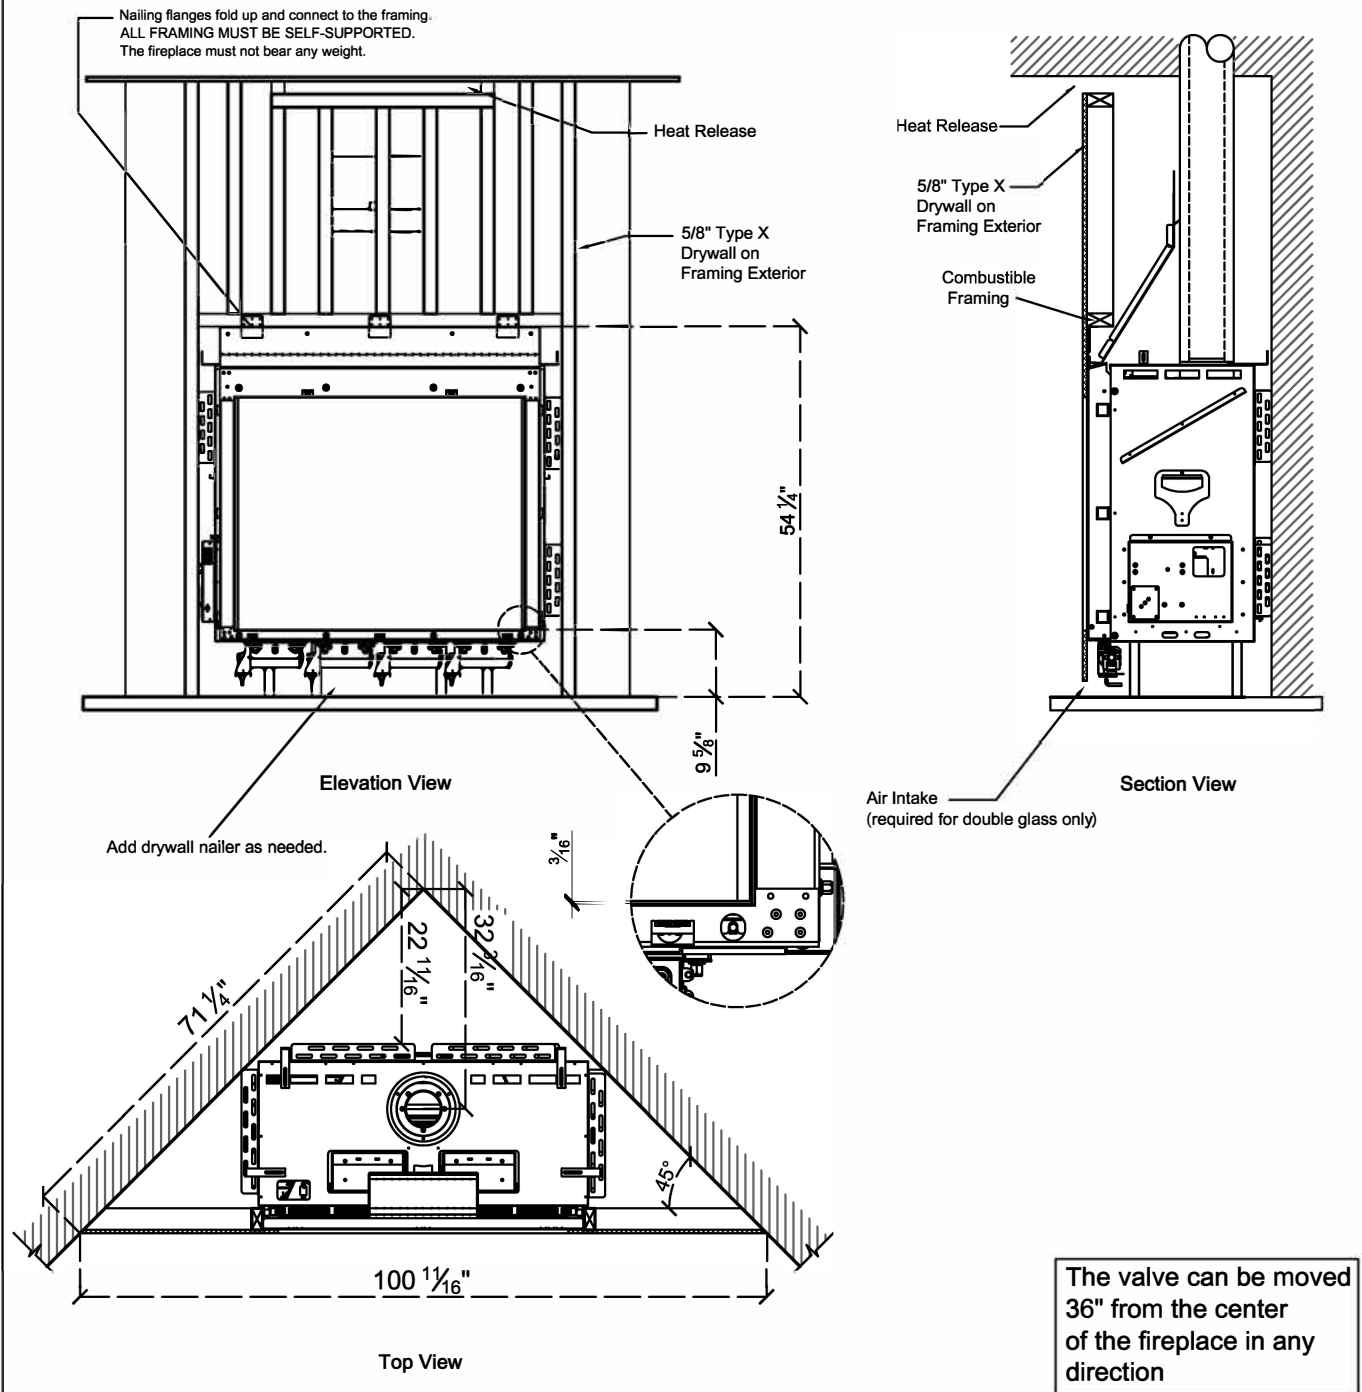 Nailing flanges fold up and connect to the framing.
ALL FRAMING MUST BE SELF-SUPPORTED.
The fireplace must not bear any weight.
Heat Release
5/8" Type X
Drywall on
Framing Exterior
54 1/4"
9 5/8"
Elevation View
Add drywall nailer as needed.
Heat Release
5/8" Type X
Drywall on
Framing Exterior
Combustible
Framing
Air Intake
(required for double glass only)
Section View
3/16"
71 1/4"
22 11/16"
32 3/16"
45°
100 11/16"
Top View
The valve can be moved
36" from the center
of the fireplace in any
direction